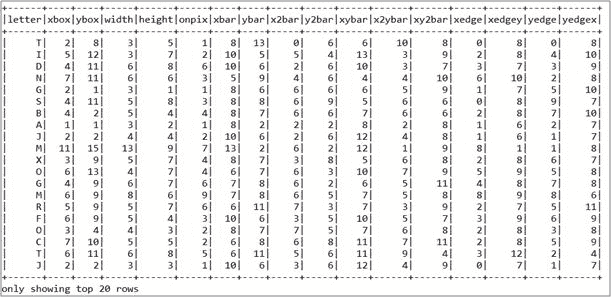 |letter|xbox|ybox|width|height|onpix|xbar|ybar|x2bar|y2bar|xybar|x2ybar|xy2bar|xedge|xedgey|yedge|yedgex|
| T| 2| 8| 3| 5| 1| 8| 13| 0| 6| 6| 10| 8| 0| 8| 0| 8|
| I| 5| 12| 3| 7| 2| 10| 5| 5| 4| 13| 3| 9| 2| 8| 4| 10|
| D| 4| 11| 6| 8| 6| 10| 6| 2| 6| 10| 3| 7| 3| 7| 3| 9|
| N| 7| 11| 6| 6| 3| 5| 9| 4| 6| 4| 4| 10| 6| 10| 2| 8|
| G| 2| 1| 3| 1| 1| 8| 6| 6| 6| 6| 5| 9| 1| 7| 5| 10|
| S| 4| 11| 5| 8| 3| 8| 8| 6| 9| 5| 6| 6| 0| 8| 9| 7|
| B| 4| 2| 5| 4| 4| 8| 7| 6| 6| 7| 6| 6| 2| 8| 7| 10|
| A| 1| 1| 3| 2| 1| 8| 2| 2| 2| 8| 2| 8| 1| 6| 2| 7|
| J| 2| 2| 4| 4| 2| 10| 6| 2| 6| 12| 4| 8| 1| 6| 1| 7|
| M| 11| 15| 13| 9| 7| 13| 2| 6| 2| 12| 1| 9| 8| 1| 1| 8|
| X| 3| 9| 5| 7| 4| 8| 7| 3| 8| 5| 6| 8| 2| 8| 6| 7|
| O| 6| 13| 4| 7| 4| 6| 7| 6| 3| 10| 7| 9| 5| 9| 5| 8|
| G| 4| 9| 6| 7| 6| 7| 8| 6| 2| 6| 5| 11| 4| 8| 7| 8|
| M| 6| 9| 8| 6| 9| 7| 8| 6| 5| 7| 5| 8| 8| 9| 8| 6|
| R| 5| 9| 5| 7| 6| 6| 11| 7| 3| 7| 3| 9| 2| 7| 5| 11|
| F| 6| 9| 5| 4| 3| 10| 6| 3| 5| 10| 5| 7| 3| 9| 6| 9|
| O| 3| 4| 4| 3| 2| 8| 7| 7| 5| 7| 6| 8| 2| 8| 3| 8|
| C| 7| 10| 5| 5| 2| 6| 8| 6| 8| 11| 7| 11| 2| 8| 5| 9|
| T| 6| 11| 6| 8| 5| 6| 11| 5| 6| 11| 9| 4| 3| 12| 2| 4|
| J| 2| 2| 3| 3| 1| 10| 6| 3| 6| 12| 4| 9| 0| 7| 1| 7|
only showing top 20 rows